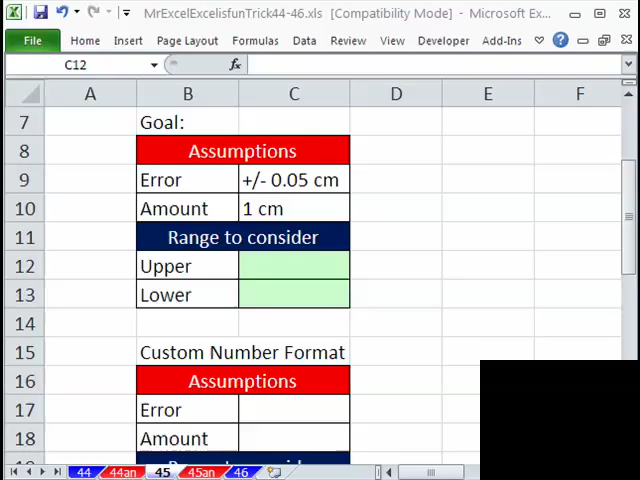 MrExcelExcelisfunTrick44-46.xls [Compatibility Mode] - Microsoft Ex...
File Home Insert Page Layout Formulas Data Review View Developer Add-Ins
C12 fx
A B C D E F
7 Goal:
8 Assumptions
9 Error +/- 0.05 cm
10 Amount 1 cm
11 Range to consider
12 Upper
13 Lower
14
15 Custom Number Format
16 Assumptions
17 Error
18 Amount
44 44an 45 45an 46